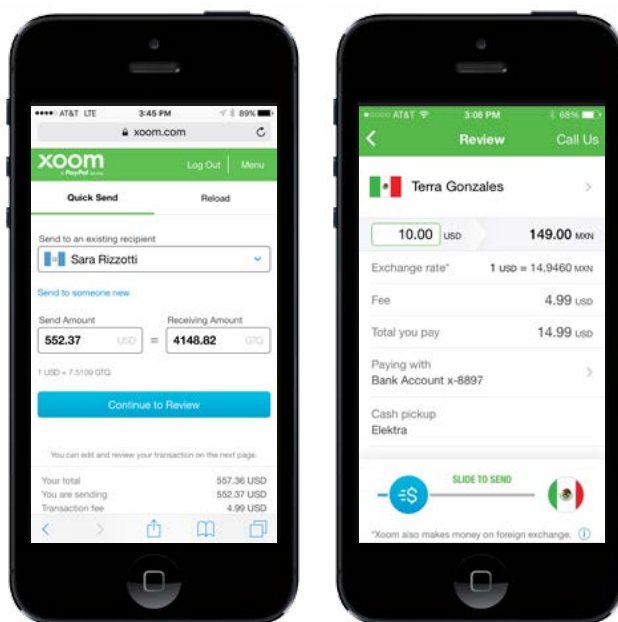 AT&T LTE 3:45 PM 89%
xoom.com
xoom
a PayPal Service
Log Out Menu
Quick Send Reload
Send to an existing recipient
Sara Rizzotti
Send to someone new
Send Amount Receiving Amount
552.37 USD = 4148.82 GTQ
1 USD = 7.5109 GTQ
Continue to Review
You can edit and review your transaction on the next page.
Your total 557.36 USD
You are sending 552.37 USD
Transaction fee 4.99 USD
AT&T 3:08 PM 68%
Review Call Us
Terra Gonzales
10.00 USD 149.00 MXN
Exchange rate* 1 USD = 14.9460 MXN
Fee 4.99 USD
Total you pay 14.99 USD
Paying with
Bank Account x-8897
Cash pickup
Elektra
SLIDE TO SEND
*Xoom also makes money on foreign exchange.